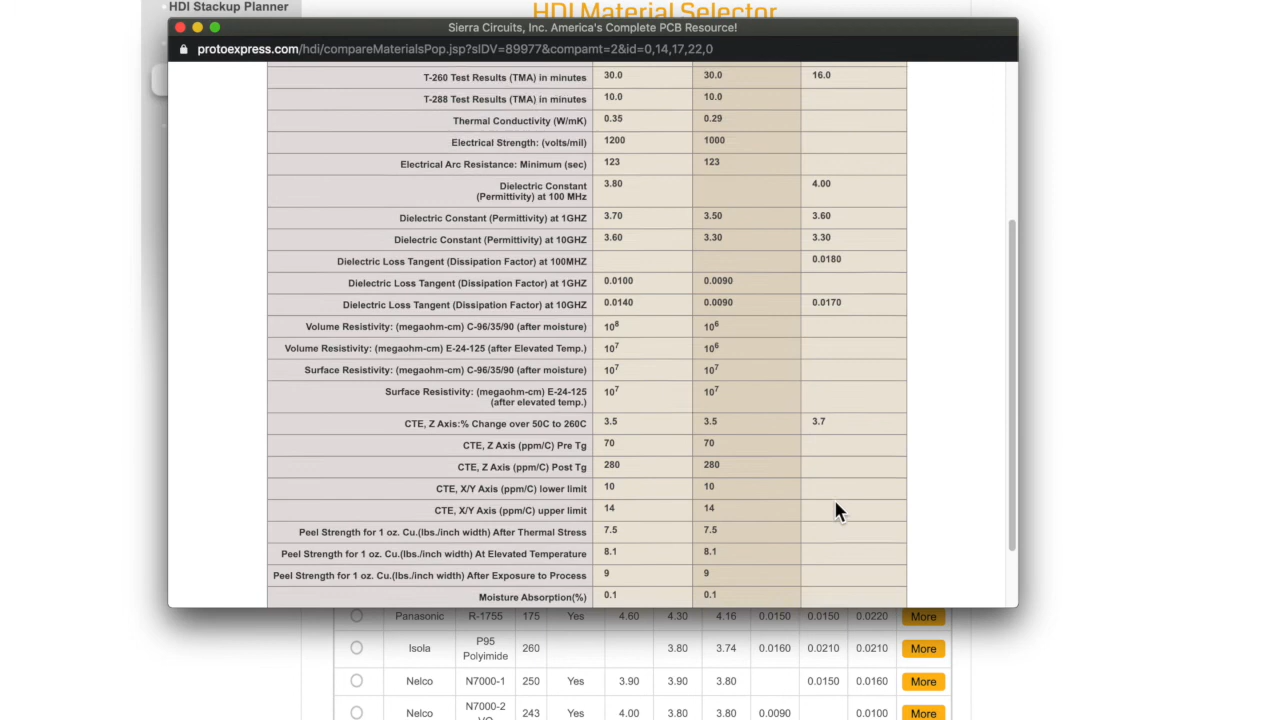 HDI Stackup Planner
HDI Material Selector
Sierra Circuits, Inc. America's Complete PCB Resource!
protoexpress.com/hdi/compareMaterialsPop.jsp?sIDV=89977&compamt=2&id=0,14,17,22,0
T-260 Test Results (TMA) in minutes 30.0 30.0 16.0
T-288 Test Results (TMA) in minutes 10.0 10.0
Thermal Conductivity (W/mK) 0.35 0.29
Electrical Strength: (volts/mil) 1200 1000
Electrical Arc Resistance: Minimum (sec) 123 123
Dielectric Constant
(Permittivity) at 100 MHz 3.80 4.00
Dielectric Constant (Permittivity) at 1GHZ 3.70 3.50 3.60
Dielectric Constant (Permittivity) at 10GHZ 3.60 3.30 3.30
Dielectric Loss Tangent (Dissipation Factor) at 100MHZ 0.0180
Dielectric Loss Tangent (Dissipation Factor) at 1GHZ 0.0100 0.0090
Dielectric Loss Tangent (Dissipation Factor) at 10GHZ 0.0140 0.0090 0.0170
Volume Resistivity: (megaohm-cm) C-96/35/90 (after moisture) 10⁸ 10⁶
Volume Resistivity: (megaohm-cm) E-24-125 (after Elevated Temp.) 10⁷ 10⁶
Surface Resistivity: (megaohm-cm) C-96/35/90 (after moisture) 10⁷ 10⁷
Surface Resistivity: (megaohm-cm) E-24-125
(after elevated temp.) 10⁷ 10⁷
CTE, Z Axis:% Change over 50C to 260C 3.5 3.5 3.7
CTE, Z Axis (ppm/C) Pre Tg 70 70
CTE, Z Axis (ppm/C) Post Tg 280 280
CTE, X/Y Axis (ppm/C) lower limit 10 10
CTE, X/Y Axis (ppm/C) upper limit 14 14
Peel Strength for 1 oz. Cu.(lbs./inch width) After Thermal Stress 7.5 7.5
Peel Strength for 1 oz. Cu.(lbs./inch width) At Elevated Temperature 8.1 8.1
Peel Strength for 1 oz. Cu.(lbs./inch width) After Exposure to Process 9 9
Moisture Absorption(%) 0.1 0.1
Panasonic R-1755 175 Yes 4.60 4.30 4.16 0.0150 0.0150 0.0220 More
Isola P95 Polyimide 260 3.80 3.74 0.0160 0.0210 0.0210 More
Nelco N7000-1 250 Yes 3.90 3.90 3.80 0.0150 0.0160 More
Nelco N7000-2 243 Yes 4.00 3.80 3.80 0.0090 0.0100 More